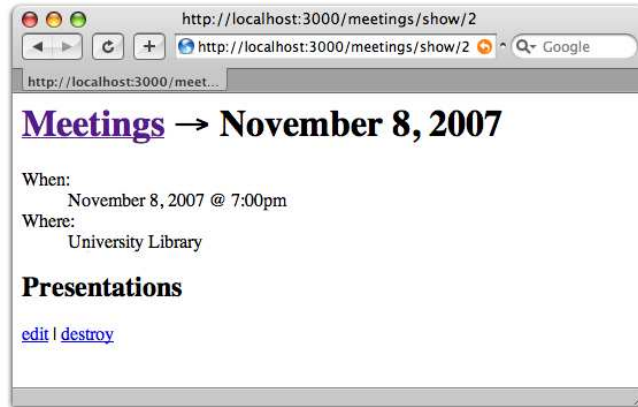 http://localhost:3000/meetings/show/2
http://localhost:3000/meetings/show/2 Google
http://localhost:3000/meet...
Meetings → November 8, 2007
When:
November 8, 2007 @ 7:00pm
Where:
University Library
Presentations
edit | destroy